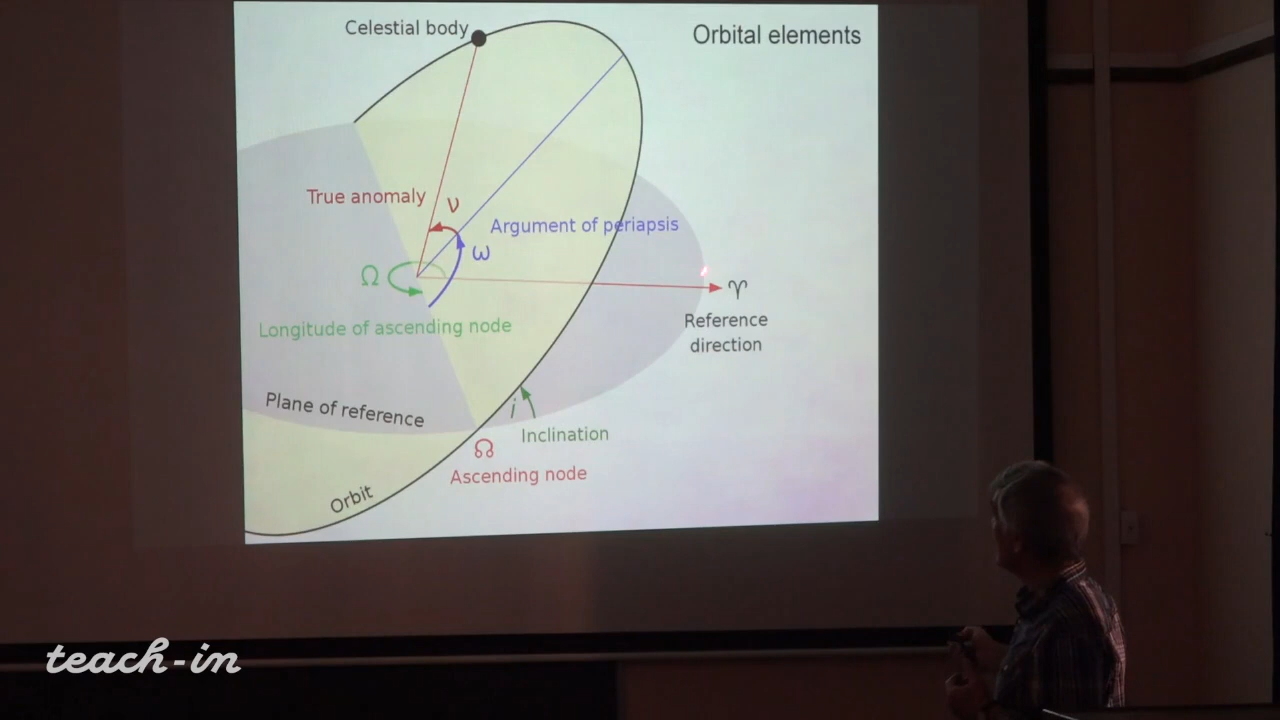 Orbital elements
Celestial body
True anomaly
ν
Argument of periapsis
ω
Ω
♈
Longitude of ascending node
Reference
direction
Plane of reference
i
Inclination
☊
Ascending node
Orbit
teach-in